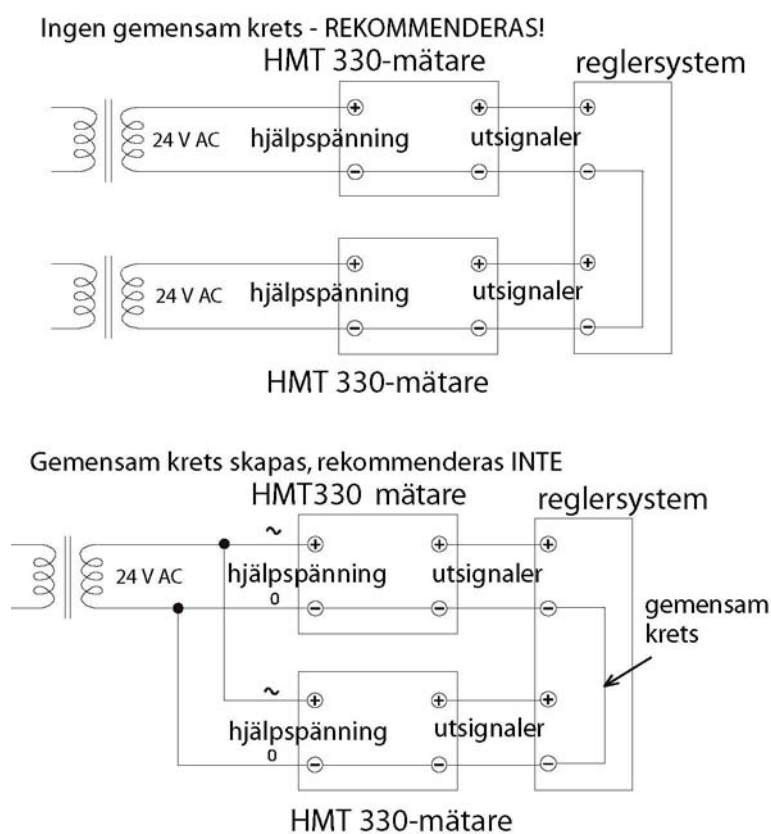 Ingen gemensam krets - REKOMMENDERAS!
HMT 330-mätare
reglersystem
24 V AC
hjälpspänning
utsignaler
+
+
+
-
-
-
24 V AC
hjälpspänning
utsignaler
+
+
+
-
-
-
HMT 330-mätare
Gemensam krets skapas, rekommenderas INTE
HMT330 mätare
reglersystem
~
+
+
+
24 V AC
hjälpspänning
utsignaler
0
-
-
-
gemensam
krets
~
+
+
+
hjälpspänning
utsignaler
0
-
-
-
HMT 330-mätare